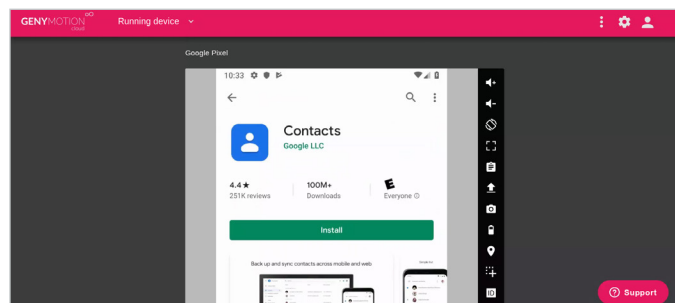 GENYMOTION
cloud
Running device
Google Pixel
10:33
Contacts
Google LLC
4.4★
251K reviews
100M+
Downloads
E
Everyone
Install
Back up and sync contacts across mobile and web
ID
Support